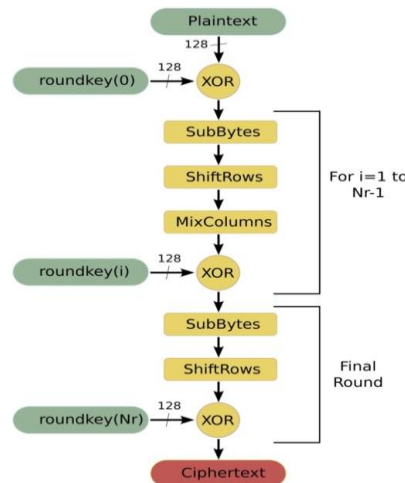 Plaintext
128
roundkey(0)
128
XOR
SubBytes
ShiftRows
For i=1 to
Nr-1
MixColumns
roundkey(i)
128
XOR
SubBytes
ShiftRows
Final
Round
roundkey(Nr)
128
XOR
Ciphertext